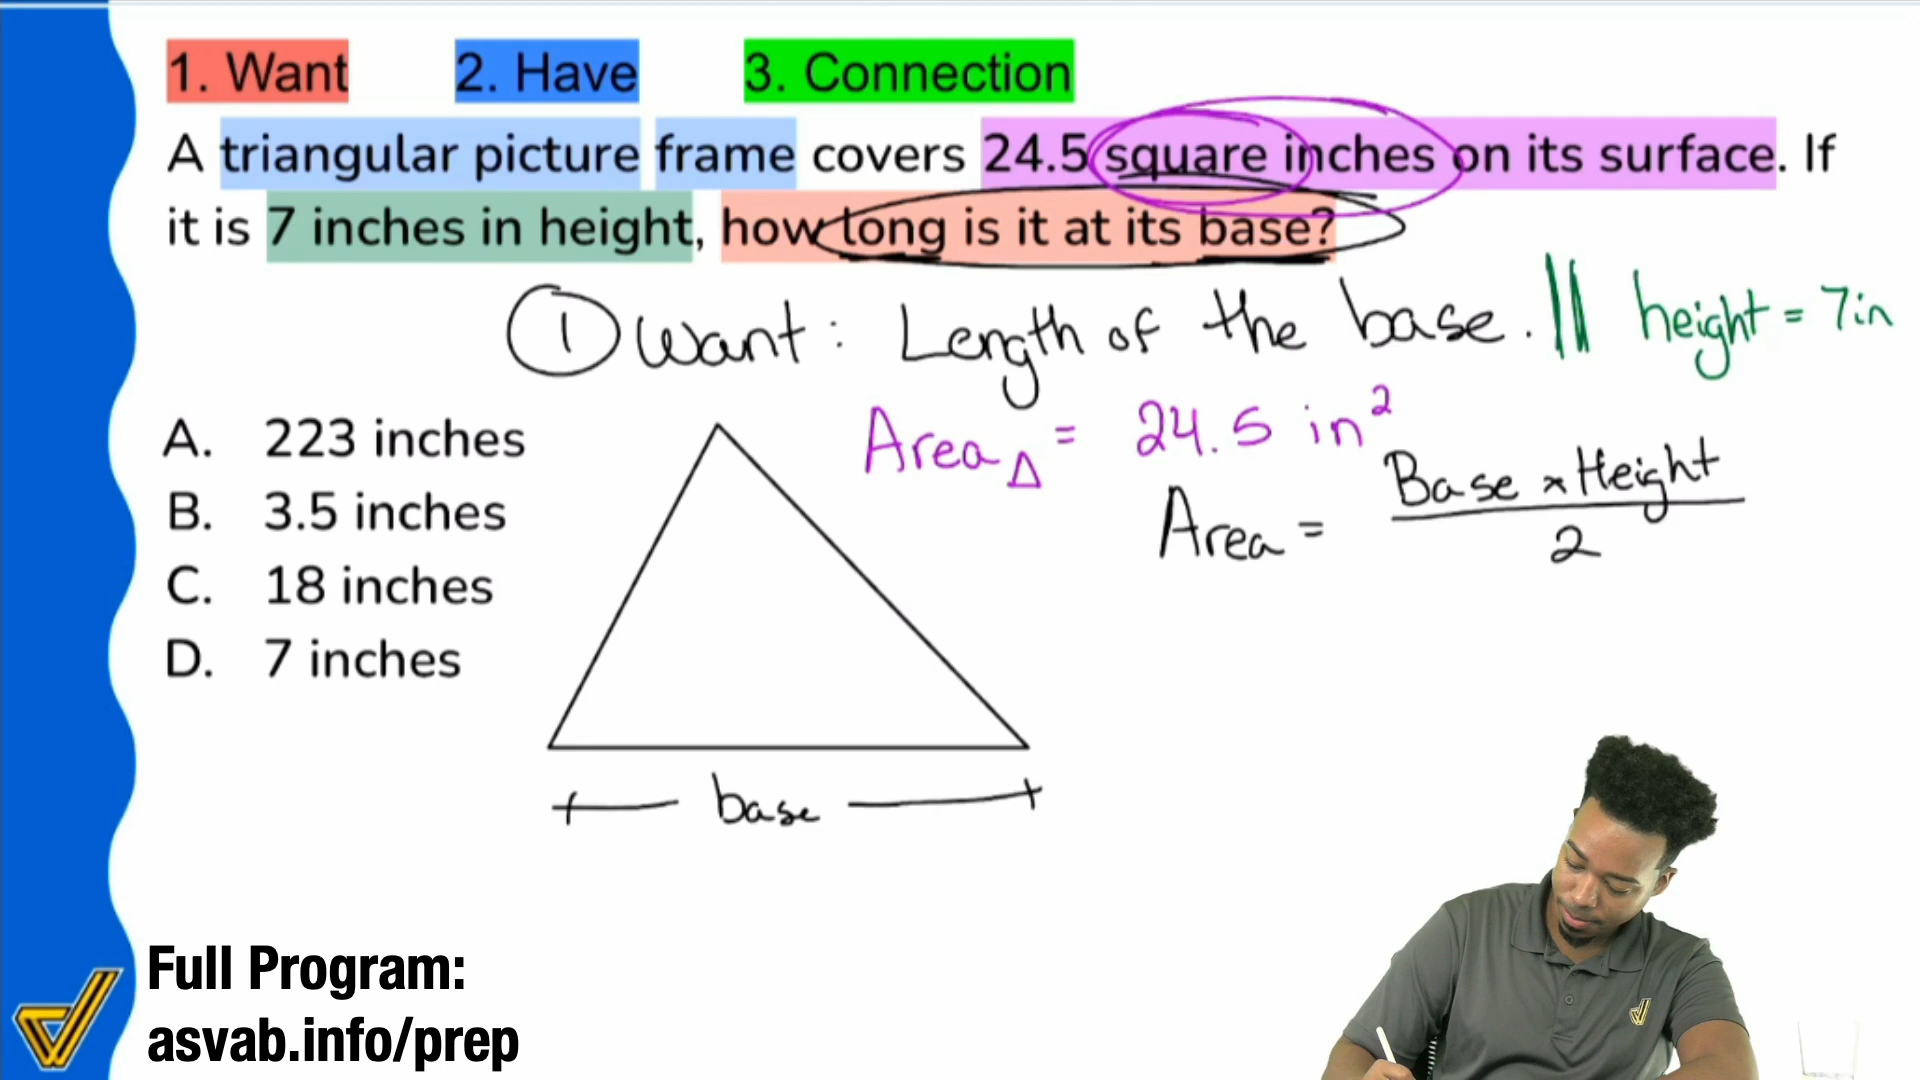 1. Want 2. Have 3. Connection
A triangular picture frame covers 24.5 square inches on its surface. If
it is 7 inches in height, how long is it at its base?
1 Want: Length of the base. || height = 7in
Area Δ = 24.5 in²
Area = Base × Height / 2
A. 223 inches
B. 3.5 inches
C. 18 inches
D. 7 inches
base
Full Program:
asvab.info/prep